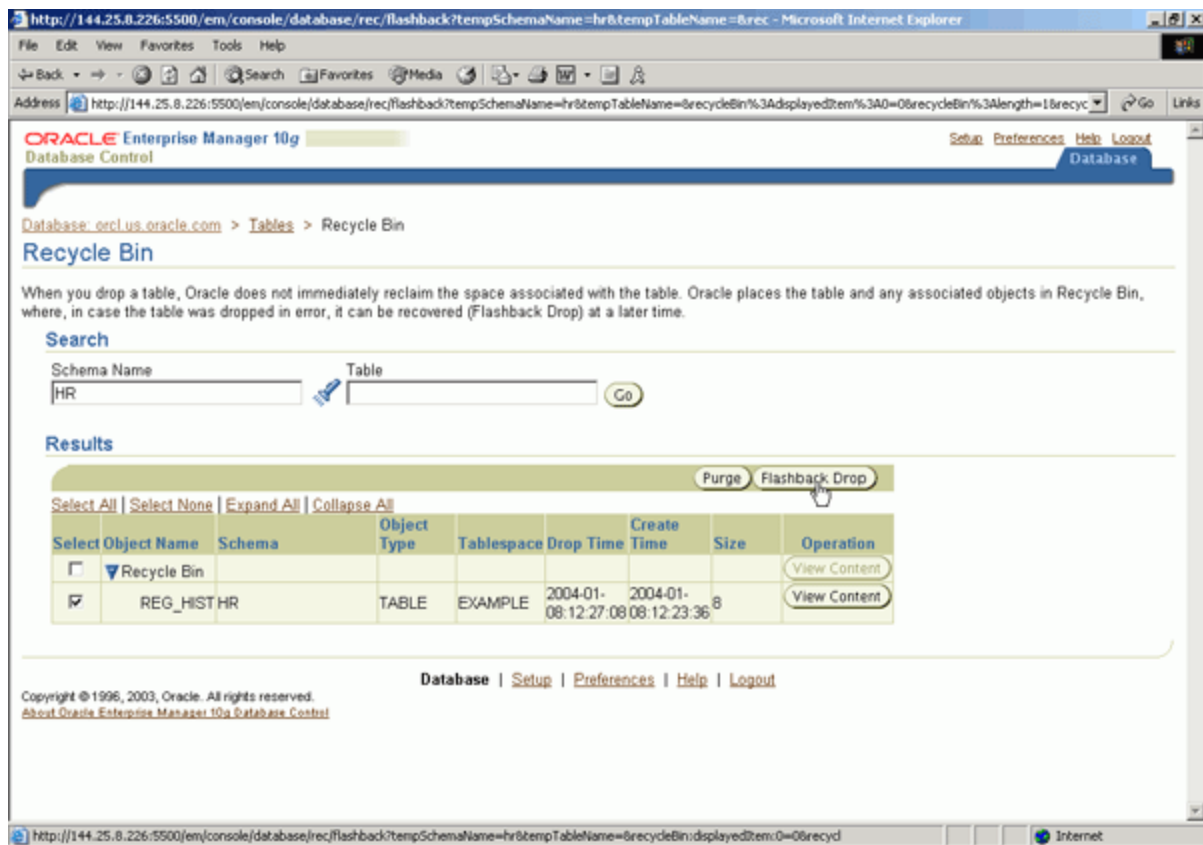 http://144.25.8.226:5500/em/console/database/rec/flashback?tempSchemaName=hr&tempTableName=&rec - Microsoft Internet Explorer
File Edit View Favorites Tools Help
Back Search Favorites Media
Address http://144.25.8.226:5500/em/console/database/rec/flashback?tempSchemaName=hr&tempTableName=&recycleBin%3AdisplayedItem%3A0=0&recycleBin%3Alength=1&recyc Go Links
ORACLE Enterprise Manager 10g
Database Control
Setup Preferences Help Logout
Database
Database: orcl.us.oracle.com > Tables > Recycle Bin
Recycle Bin
When you drop a table, Oracle does not immediately reclaim the space associated with the table. Oracle places the table and any associated objects in Recycle Bin,
where, in case the table was dropped in error, it can be recovered (Flashback Drop) at a later time.
Search
Schema Name Table
HR Go
Results
Purge Flashback Drop
Select All | Select None | Expand All | Collapse All
Select Object Name Schema Object Type Tablespace Drop Time Create Time Size Operation
Recycle Bin View Content
REG_HIST HR TABLE EXAMPLE 2004-01-08:12:27:08 2004-01-08:12:23:36 8 View Content
Database | Setup | Preferences | Help | Logout
Copyright © 1996, 2003, Oracle. All rights reserved.
About Oracle Enterprise Manager 10g Database Control
http://144.25.8.226:5500/em/console/database/rec/flashback?tempSchemaName=hr&tempTableName=&recycleBin:displayedItem:0=0&recycl Internet